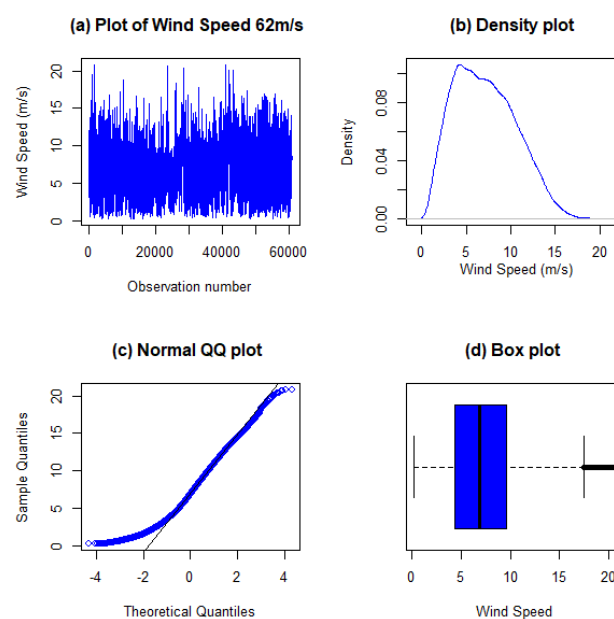 (a) Plot of Wind Speed 62m/s
Wind Speed (m/s)
20
15
10
5
0
0 20000 40000 60000
Observation number
(b) Density plot
Density
0.08
0.04
0.00
0 5 10 15 20
Wind Speed (m/s)
(c) Normal QQ plot
Sample Quantiles
20
15
10
5
0
-4 -2 0 2 4
Theoretical Quantiles
(d) Box plot
0 5 10 15 20
Wind Speed